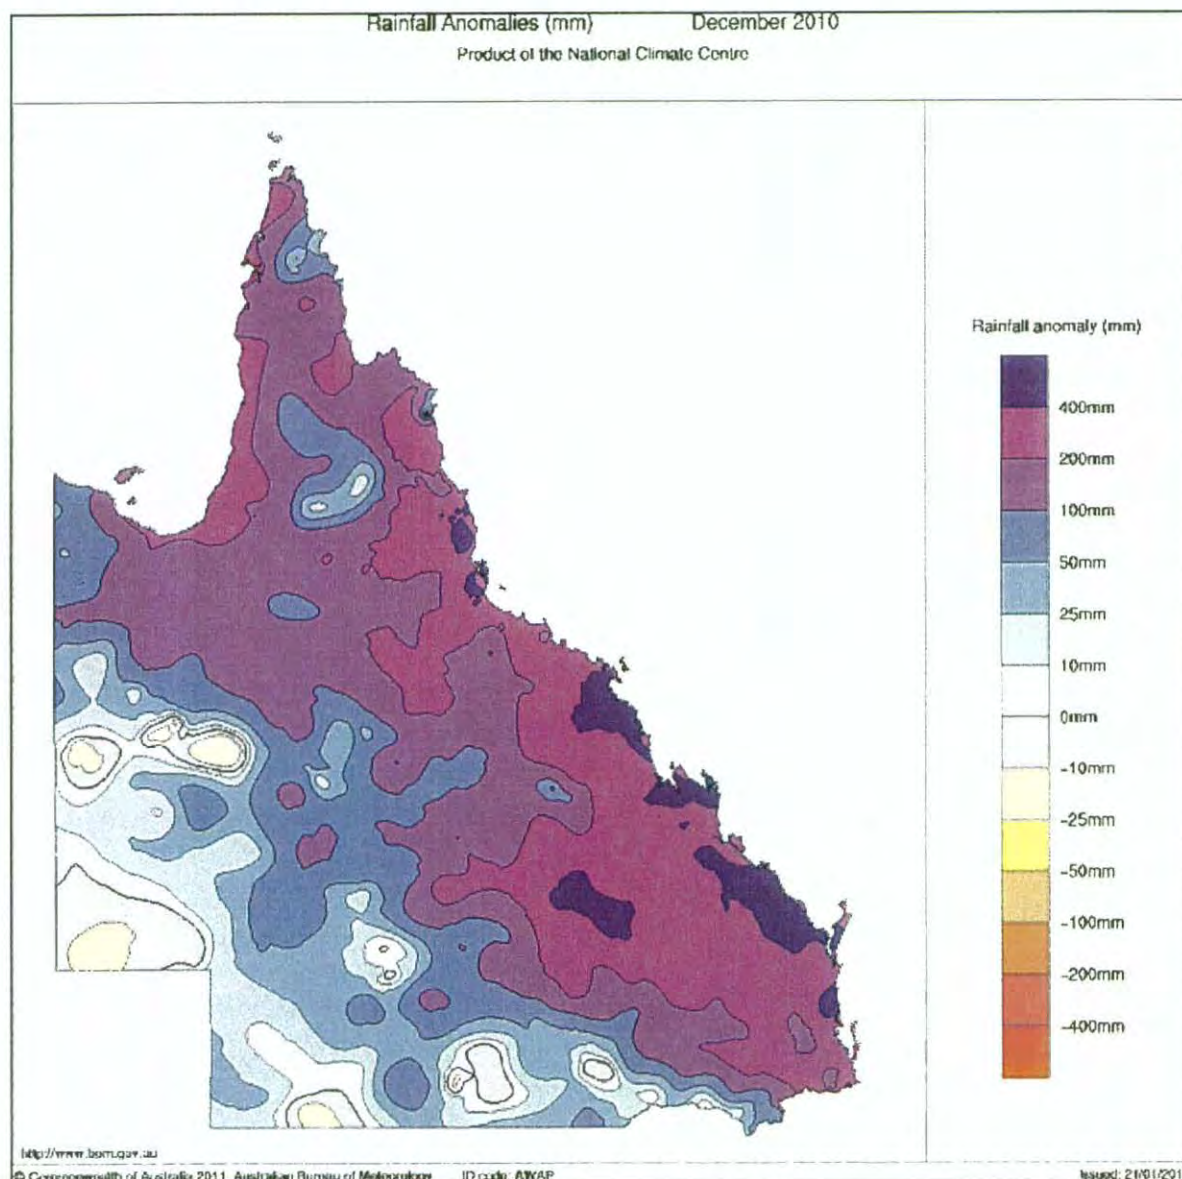 Rainfall Anomalies (mm) December 2010
Product of the National Climate Centre
Rainfall anomaly (mm)
400mm
200mm
100mm
50mm
25mm
10mm
0mm
-10mm
-25mm
-50mm
-100mm
-200mm
-400mm
http://www.bom.gov.au
© Commonwealth of Australia 2011, Australian Bureau of Meteorology ID code: AWAP Issued: 21/01/201